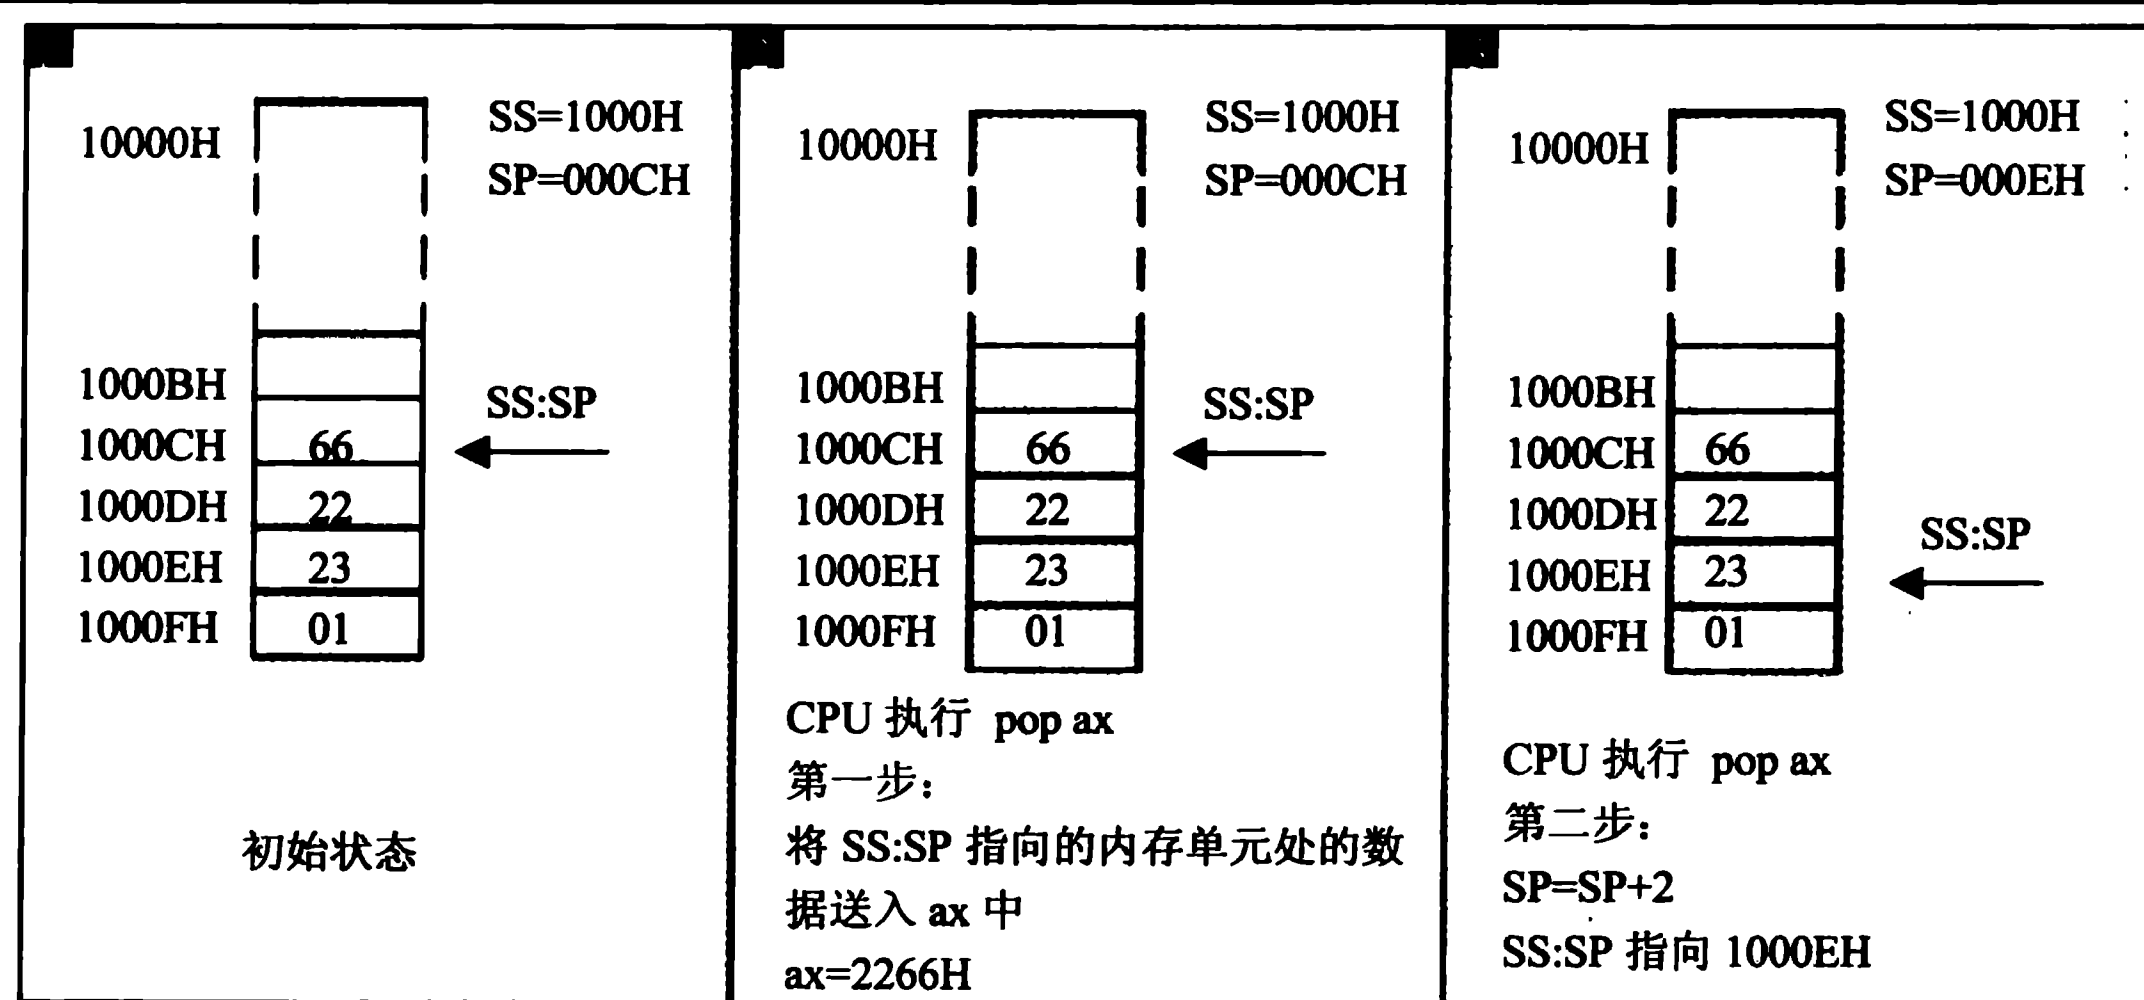 10000H
SS=1000H
SP=000CH
1000BH
1000CH 66
1000DH 22
1000EH 23
1000FH 01
SS:SP
初始状态
10000H
SS=1000H
SP=000CH
1000BH
1000CH 66
1000DH 22
1000EH 23
1000FH 01
SS:SP
CPU 执行 pop ax
第一步：
将 SS:SP 指向的内存单元处的数
据送入 ax 中
ax=2266H
10000H
SS=1000H
SP=000EH
1000BH
1000CH 66
1000DH 22
1000EH 23
1000FH 01
SS:SP
CPU 执行 pop ax
第二步：
SP=SP+2
SS:SP 指向 1000EH